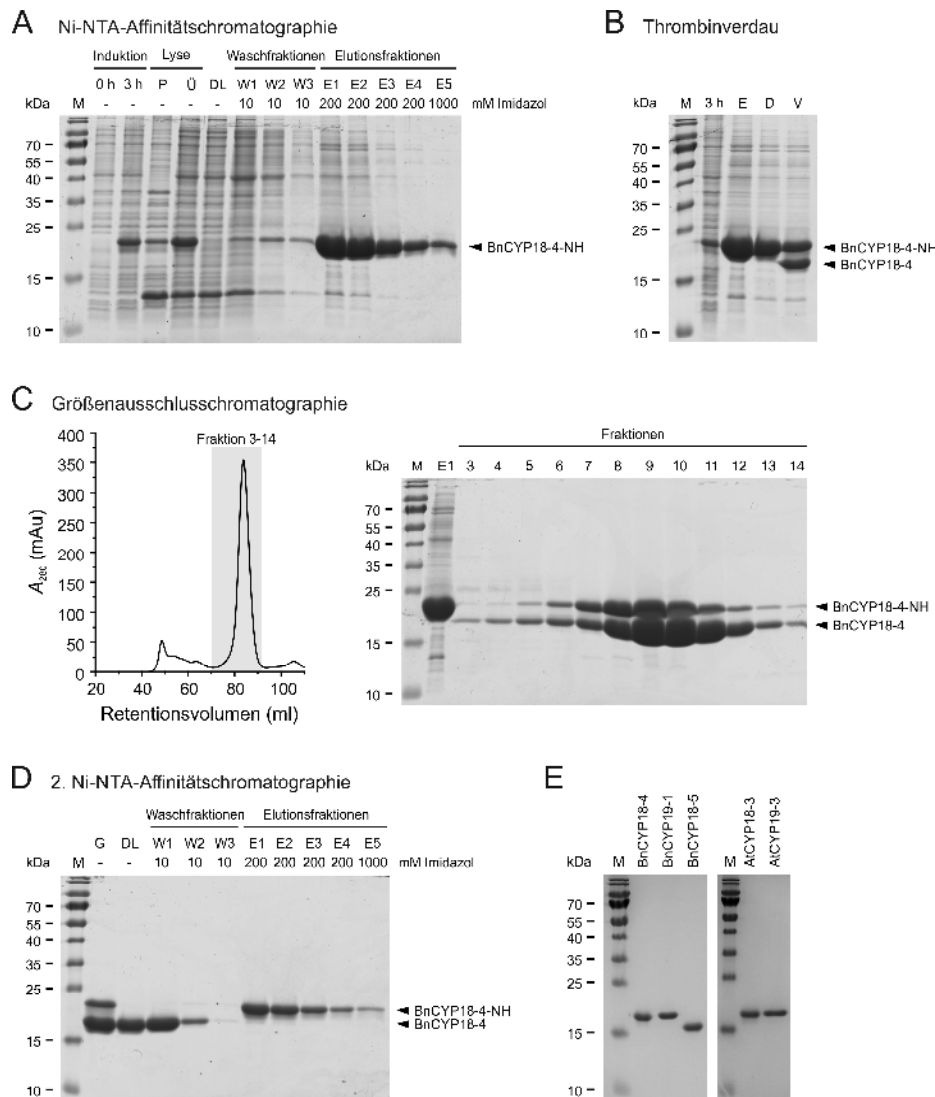 A Ni-NTA-Affinitätschromatographie
Induktion Lyse Waschfraktionen Elutionsfraktionen
0 h 3 h P Ü DL W1 W2 W3 E1 E2 E3 E4 E5
kDa M - - - - - 10 10 10 200 200 200 200 1000 mM Imidazol
70
55
40
35
25
15
10
BnCYP18-4-NH
B Thrombinverdau
kDa M 3 h E D V
70
55
40
35
25
15
10
BnCYP18-4-NH
BnCYP18-4
C Größenausschlusschromatographie
Fraktion 3-14
400
350
300
250
200
150
100
50
0
A280 (mAu)
20 40 60 80 100
Retentionsvolumen (ml)
Fraktionen
kDa M E1 3 4 5 6 7 8 9 10 11 12 13 14
70
55
40
35
25
15
10
BnCYP18-4-NH
BnCYP18-4
D 2. Ni-NTA-Affinitätschromatographie
Waschfraktionen Elutionsfraktionen
G DL W1 W2 W3 E1 E2 E3 E4 E5
kDa M - - 10 10 10 200 200 200 200 1000 mM Imidazol
70
55
40
35
25
15
10
BnCYP18-4-NH
BnCYP18-4
E
kDa M BnCYP18-4 BnCYP19-1 BnCYP18-5 M AtCYP18-3 AtCYP19-3
70
55
40
35
25
15
10